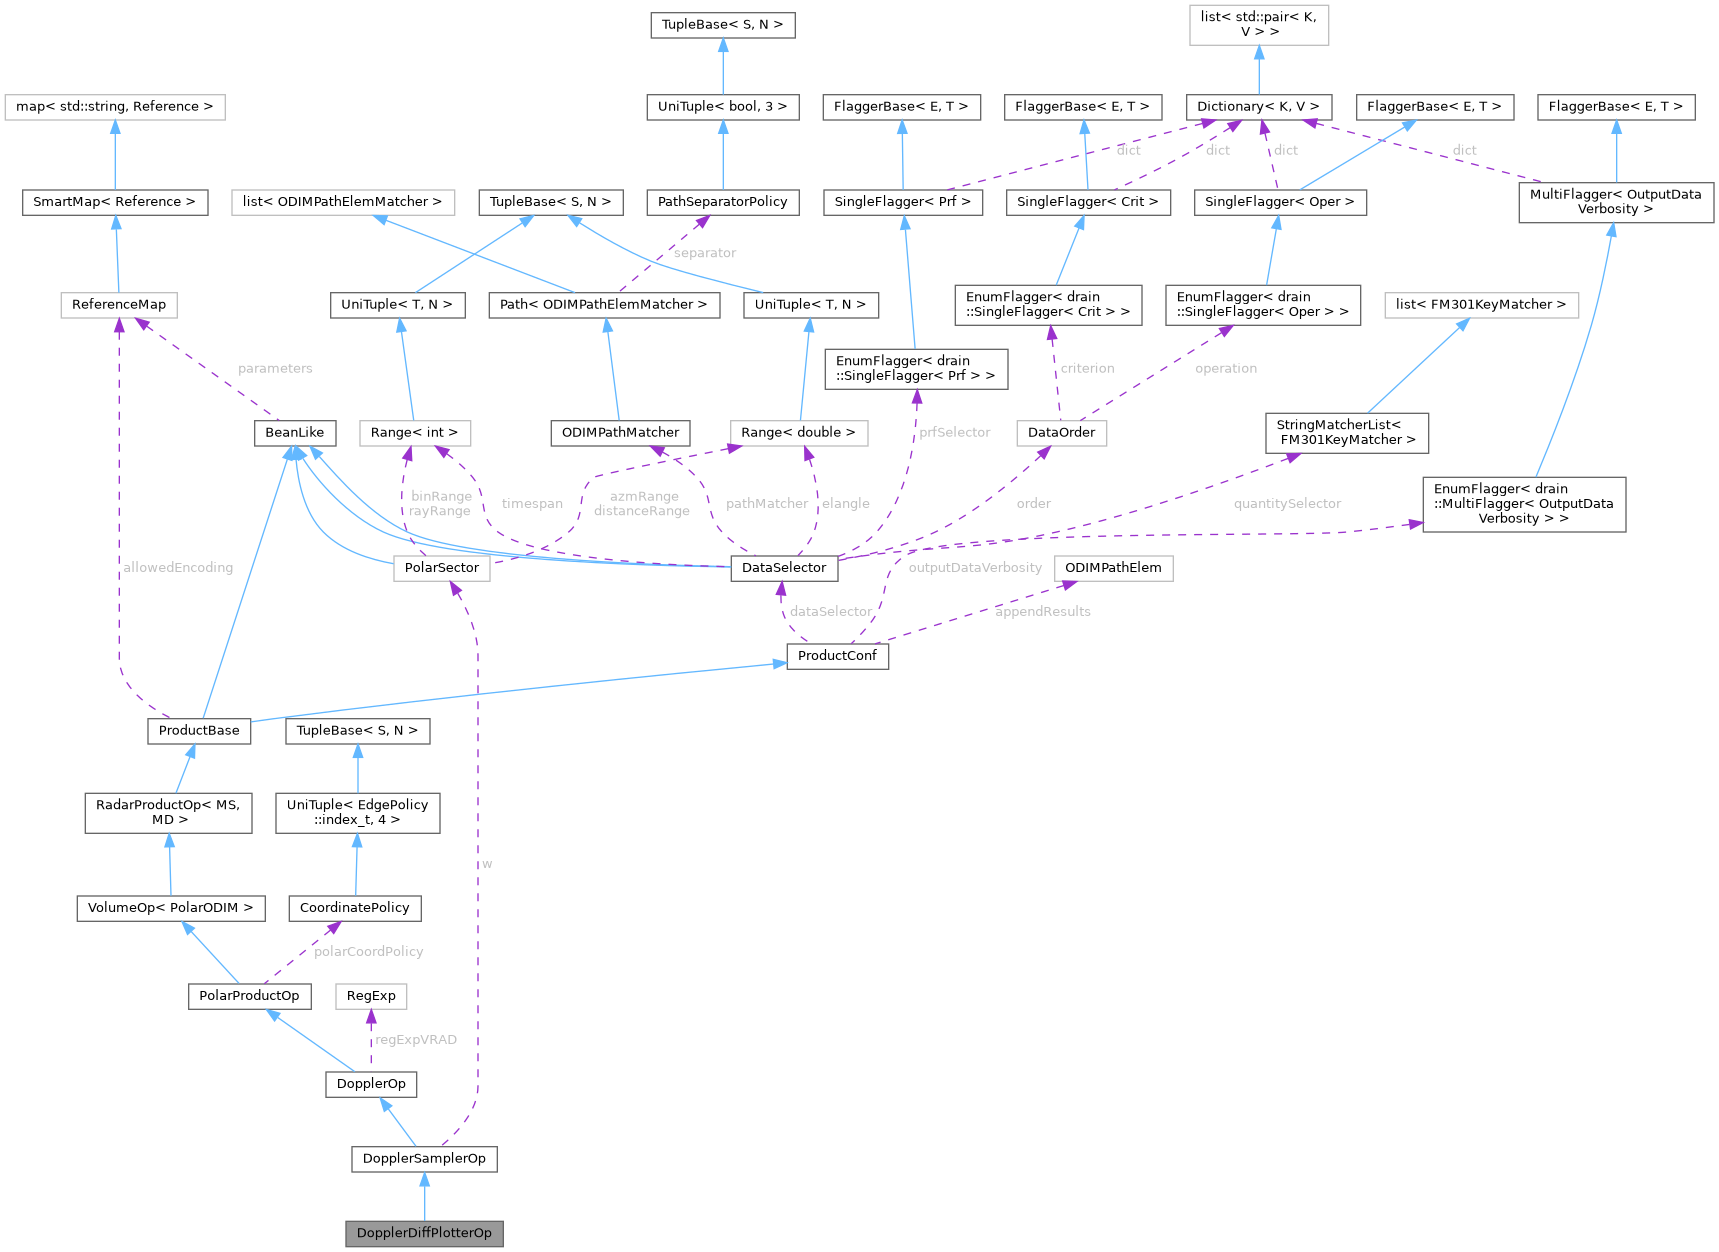 TupleBase< S, N >
list< std::pair< K,
V > >
map< std::string, Reference >
UniTuple< bool, 3 >
FlaggerBase< E, T >
FlaggerBase< E, T >
Dictionary< K, V >
FlaggerBase< E, T >
FlaggerBase< E, T >
dict
dict
dict
dict
SmartMap< Reference >
list< ODIMPathElemMatcher >
TupleBase< S, N >
PathSeparatorPolicy
SingleFlagger< Prf >
SingleFlagger< Crit >
SingleFlagger< Oper >
MultiFlagger< OutputData
Verbosity >
separator
ReferenceMap
UniTuple< T, N >
Path< ODIMPathElemMatcher >
UniTuple< T, N >
EnumFlagger< drain
::SingleFlagger< Crit > >
EnumFlagger< drain
::SingleFlagger< Oper > >
list< FM301KeyMatcher >
EnumFlagger< drain
::SingleFlagger< Prf > >
parameters
criterion
operation
BeanLike
Range< int >
ODIMPathMatcher
Range< double >
prfSelector
DataOrder
StringMatcherList<
FM301KeyMatcher >
binRange
rayRange
timespan
azmRange
distanceRange
pathMatcher
elangle
order
quantitySelector
EnumFlagger< drain
::MultiFlagger< OutputData
Verbosity > >
allowedEncoding
PolarSector
DataSelector
outputDataVerbosity
ODIMPathElem
dataSelector
appendResults
ProductConf
ProductBase
TupleBase< S, N >
RadarProductOp< MS,
MD >
UniTuple< EdgePolicy
::index_t, 4 >
w
VolumeOp< PolarODIM >
CoordinatePolicy
polarCoordPolicy
PolarProductOp
RegExp
regExpVRAD
DopplerOp
DopplerSamplerOp
DopplerDiffPlotterOp